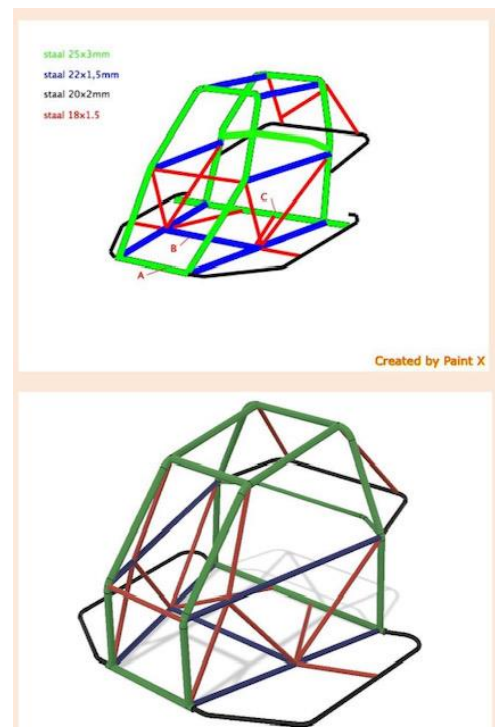 staal 25x3mm
staal 22x1,5mm
staal 20x2mm
staal 18x1.5
C
B
A
Created by Paint X